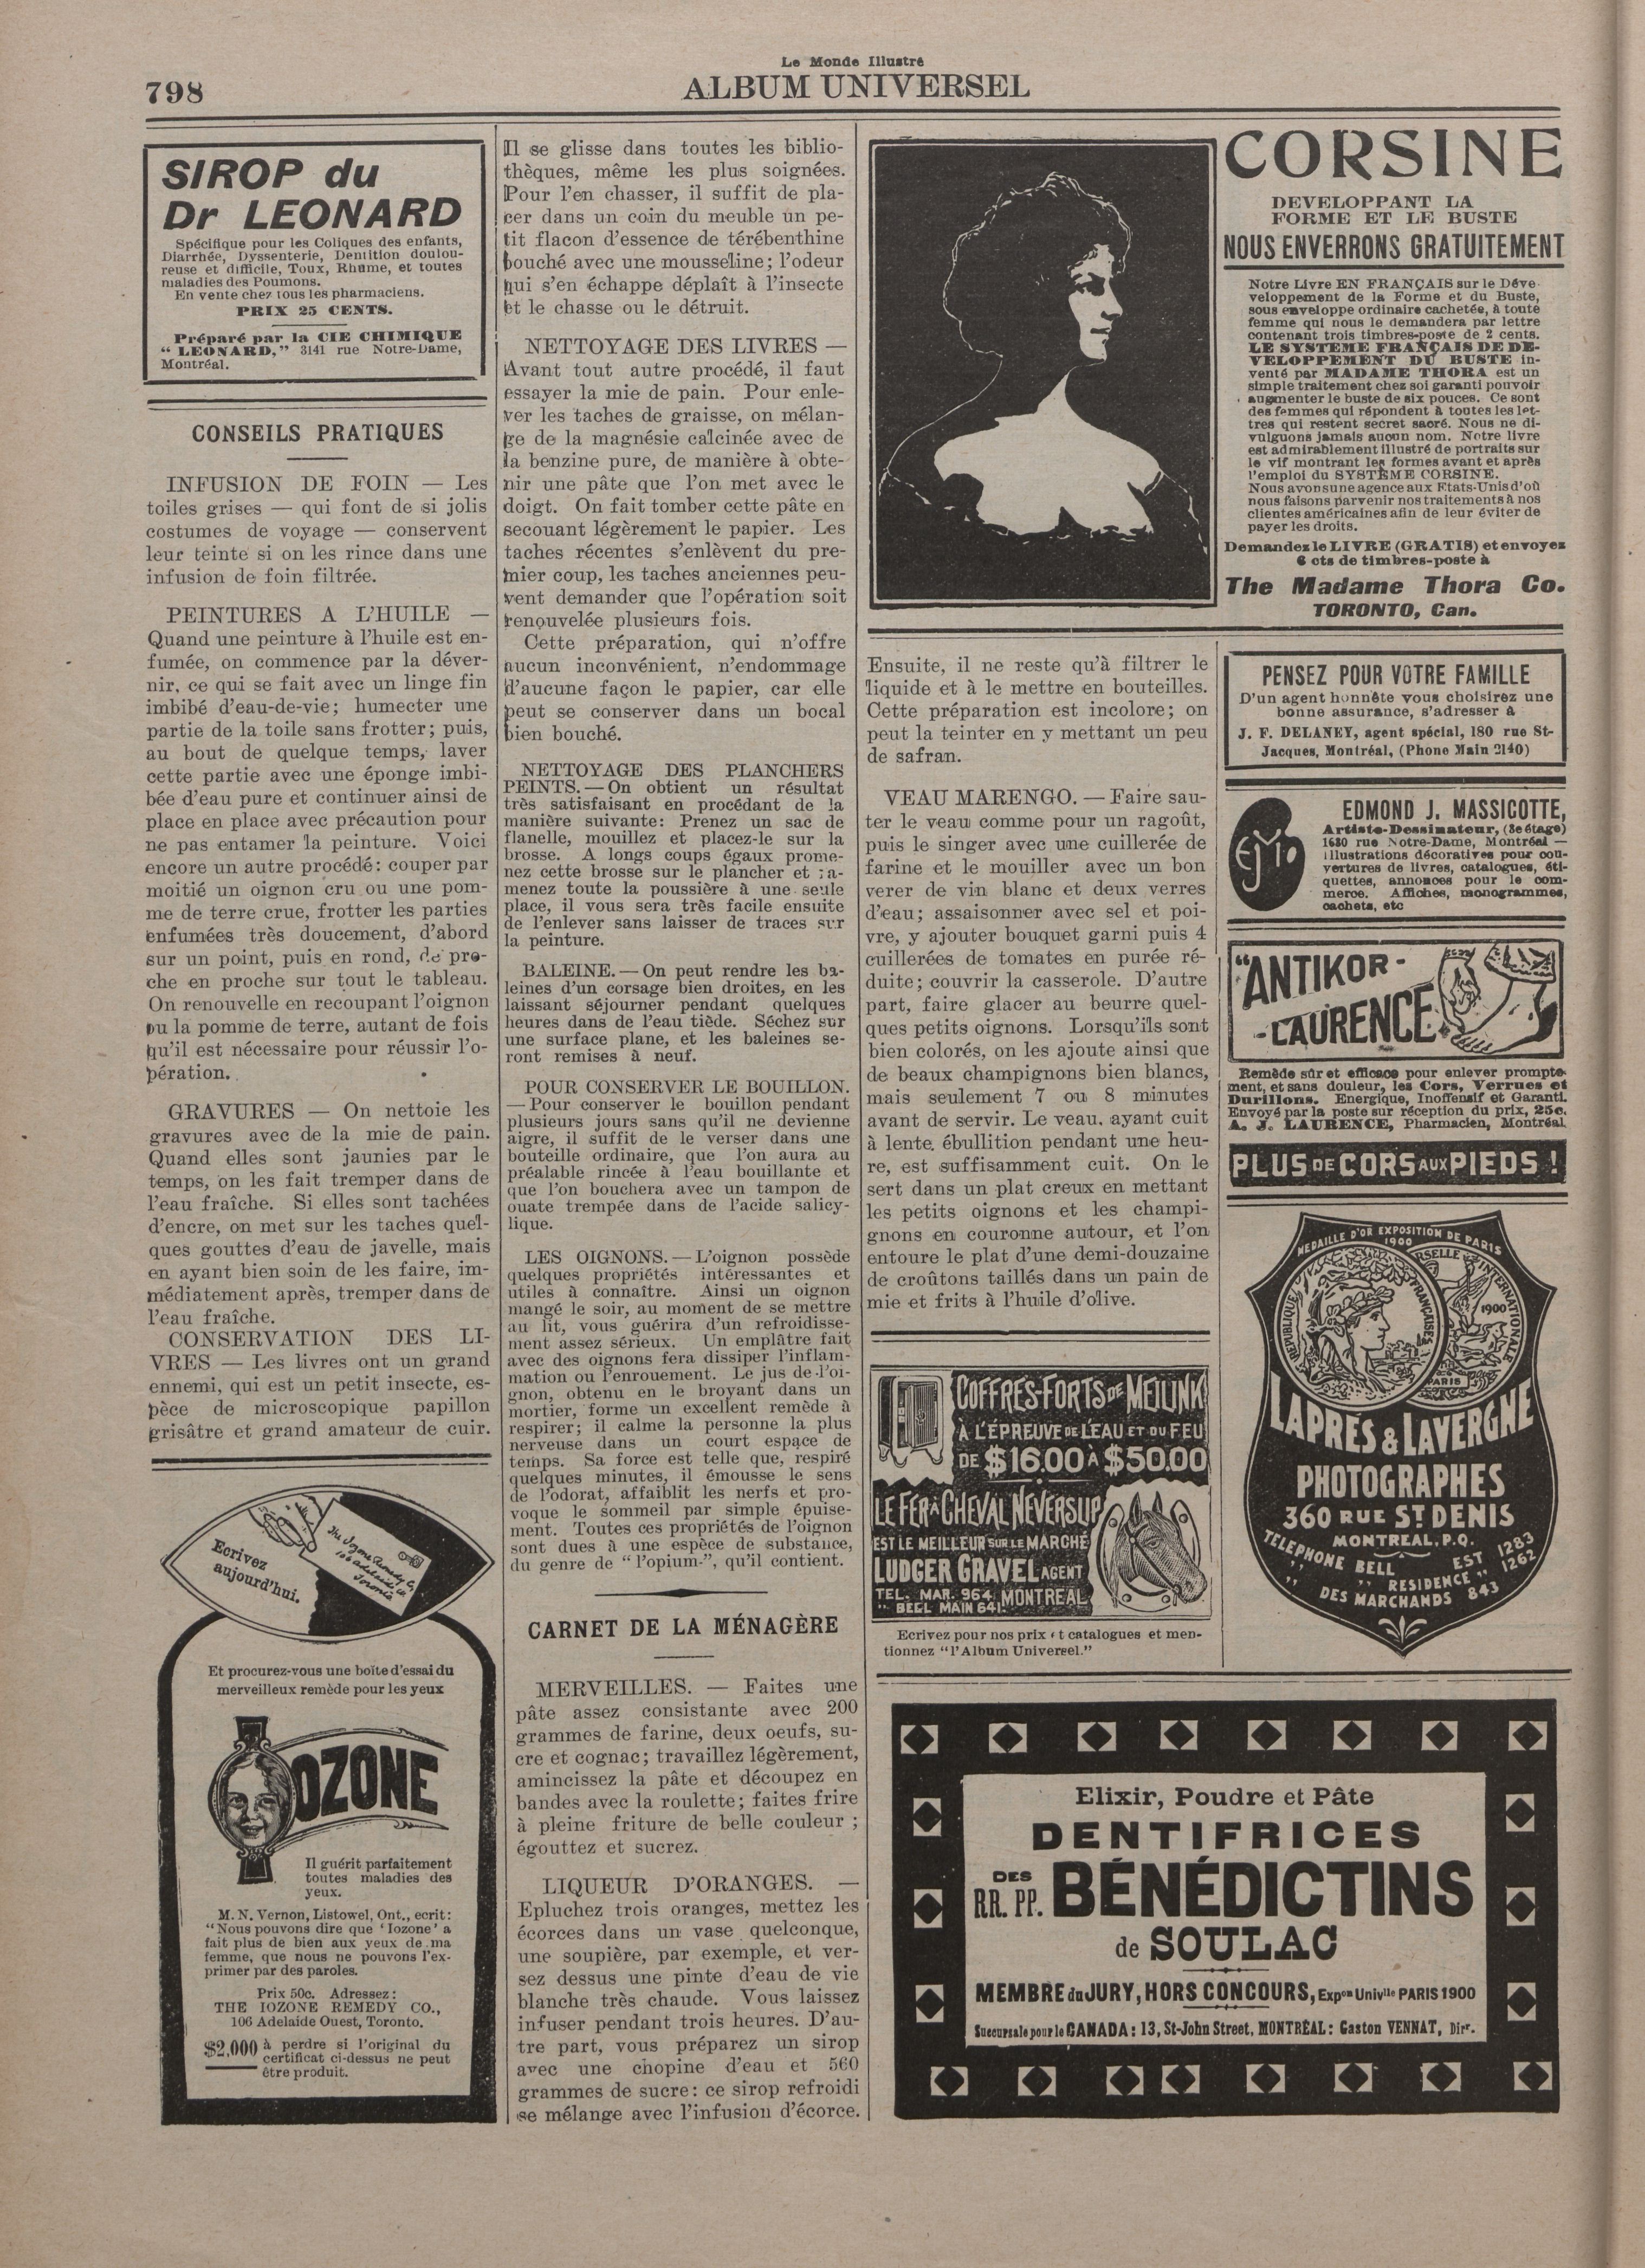 798
Le Monde Illustré
ALBUM UNIVERSEL
SIROP du
Dr LEONARD
Spécifique pour les Coliques des enfants,
Diarrhée, Dyssenterie, Dentition doulou-
reuse et difficile, Toux, Rhume, et toutes
maladies des Poumons.
En vente chez tous les pharmaciens.
PRIX 25 CENTS.
Préparé par la CIE CHIMIQUE
“ LEONARD, ” 3141 rue Notre-Dame,
Montréal.
CONSEILS PRATIQUES
INFUSION DE FOIN — Les
toiles grises — qui font de si jolis
costumes de voyage — conservent
leur teinte si on les rince dans une
infusion de foin filtrée.
PEINTURES A L'HUILE —
Quand une peinture à l'huile est en-
fumée, on commence par la déver-
nir, ce qui se fait avec un linge fin
imbibé d'eau-de-vie; humecter une
partie de la toile sans frotter; puis,
au bout de quelque temps, laver
cette partie avec une éponge imbi-
bée d'eau pure et continuer ainsi de
place en place avec précaution pour
ne pas entamer la peinture. Voici
encore un autre procédé: couper par
moitié un oignon cru ou une pom-
me de terre crue, frotter les parties
enfumées très doucement, d'abord
sur un point, puis en rond, de pro-
che en proche sur tout le tableau.
On renouvelle en recoupant l'oignon
ou la pomme de terre, autant de fois
qu'il est nécessaire pour réussir l'o-
pération.
GRAVURES — On nettoie les
gravures avec de la mie de pain.
Quand elles sont jaunies par le
temps, on les fait tremper dans de
l'eau fraîche. Si elles sont tachées
d'encre, on met sur les taches quel-
ques gouttes d'eau de javelle, mais
en ayant bien soin de les faire, im-
médiatement après, tremper dans de
l'eau fraîche.
CONSERVATION DES LI-
VRES — Les livres ont un grand
ennemi, qui est un petit insecte, es-
pèce de microscopique papillon
grisâtre et grand amateur de cuir.
Ecrivez
aujourd'hui.
The Iozone Remedy Co,
106 Adelaide W
Toronto
Et procurez-vous une boîte d'essai du
merveilleux remède pour les yeux
IOZONE
Il guérit parfaitement
toutes maladies des
yeux.
M. N. Vernon, Listowel, Ont., ecrit:
“Nous pouvons dire que ‘Iozone’ a
fait plus de bien aux yeux de ma
femme, que nous ne pouvons l'ex-
primer par des paroles.
Prix 50c. Adressez:
THE IOZONE REMEDY CO.,
106 Adelaide Ouest, Toronto.
$2,000 à perdre si l'original du
certificat ci-dessus ne peut
être produit.
Il se glisse dans toutes les biblio-
thèques, même les plus soignées.
Pour l'en chasser, il suffit de pla-
cer dans un coin du meuble un pe-
tit flacon d'essence de térébenthine
bouché avec une mousseline; l'odeur
qui s'en échappe déplaît à l'insecte
et le chasse ou le détruit.
NETTOYAGE DES LIVRES —
Avant tout autre procédé, il faut
essayer la mie de pain. Pour enle-
ver les taches de graisse, on mélan-
ge de la magnésie calcinée avec de
la benzine pure, de manière à obte-
nir une pâte que l'on met avec le
doigt. On fait tomber cette pâte en
secouant légèrement le papier. Les
taches récentes s'enlèvent du pre-
mier coup, les taches anciennes peu-
vent demander que l'opération soit
renouvelée plusieurs fois.
Cette préparation, qui n'offre
aucun inconvénient, n'endommage
d'aucune façon le papier, car elle
peut se conserver dans un bocal
bien bouché.
NETTOYAGE DES PLANCHERS
PEINTS. — On obtient un résultat
très satisfaisant en procédant de la
manière suivante: Prenez un sac de
flanelle, mouillez et placez-le sur la
brosse. A longs coups égaux prome-
nez cette brosse sur le plancher et ra-
menez toute la poussière à une seule
place, il vous sera très facile ensuite
de l'enlever sans laisser de traces sur
la peinture.
BALEINE. — On peut rendre les ba-
leines d'un corsage bien droites, en les
laissant séjourner pendant quelques
heures dans de l'eau tiède. Séchez sur
une surface plane, et les baleines se-
ront remises à neuf.
POUR CONSERVER LE BOUILLON.
— Pour conserver le bouillon pendant
plusieurs jours sans qu'il ne devienne
aigre, il suffit de le verser dans une
bouteille ordinaire, que l'on aura au
préalable rincée à l'eau bouillante et
que l'on bouchera avec un tampon de
ouate trempée dans de l'acide salicy-
lique.
LES OIGNONS. — L'oignon possède
quelques propriétés intéressantes et
utiles à connaître. Ainsi un oignon
mangé le soir, au moment de se mettre
au lit, vous guérira d'un refroidisse-
ment assez sérieux. Un emplâtre fait
avec des oignons fera dissiper l'inflam-
mation ou l'enrouement. Le jus de l'oi-
gnon, obtenu en le broyant dans un
mortier, forme un excellent remède à
respirer; il calme la personne la plus
nerveuse dans un court espace de
temps. Sa force est telle que, respiré
quelques minutes, il émousse le sens
de l'odorat, affaiblit les nerfs et pro-
voque le sommeil par simple épuise-
ment. Toutes ces propriétés de l'oignon
sont dues à une espèce de substance,
du genre de “ l'opium-”, qu'il contient.
CARNET DE LA MÉNAGÈRE
MERVEILLES. — Faites une
pâte assez consistante avec 200
grammes de farine, deux oeufs, su-
cre et cognac; travaillez légèrement,
amincissez la pâte et découpez en
bandes avec la roulette; faites frire
à pleine friture de belle couleur ;
égouttez et sucrez.
LIQUEUR D'ORANGES. —
Epluchez trois oranges, mettez les
écorces dans un vase quelconque,
une soupière, par exemple, et ver-
sez dessus une pinte d'eau de vie
blanche très chaude. Vous laissez
infuser pendant trois heures. D'au-
tre part, vous préparez un sirop
avec une chopine d'eau et 560
grammes de sucre: ce sirop refroidi
se mélange avec l'infusion d'écorce.
CORSINE
DEVELOPPANT LA
FORME ET LE BUSTE
NOUS ENVERRONS GRATUITEMENT
Notre Livre EN FRANÇAIS sur le Déve-
veloppement de la Forme et du Buste,
sous enveloppe ordinaire cachetée, à toute
femme qui nous le demandera par lettre
contenant trois timbres-poste de 2 cents.
LE SYSTEME FRANÇAIS DE DE-
VELOPPEMENT DU BUSTE in-
venté par MADAME THORA est un
simple traitement chez soi garanti pouvoir
augmenter le buste de six pouces. Ce sont
des femmes qui répondent à toutes les let-
tres qui restent secret sacré. Nous ne di-
vulguons jamais aucun nom. Notre livre
est admirablement illustré de portraits sur
le vif montrant les formes avant et après
l'emploi du SYSTÈME CORSINE.
Nous avons une agence aux Etats-Unis d'où
nous faisons parvenir nos traitements à nos
clientes américaines afin de leur éviter de
payer les droits.
Demandez le LIVRE (GRATIS) et envoyez
6 cts de timbres-poste à
The Madame Thora Co.
TORONTO, Can.
Ensuite, il ne reste qu'à filtrer le
liquide et à le mettre en bouteilles.
Cette préparation est incolore; on
peut la teinter en y mettant un peu
de safran.
VEAU MARENGO. — Faire sau-
ter le veau comme pour un ragoût,
puis le singer avec une cuillerée de
farine et le mouiller avec un bon
verer de vin blanc et deux verres
d'eau; assaisonner avec sel et poi-
vre, y ajouter bouquet garni puis 4
cuillerées de tomates en purée ré-
duite; couvrir la casserole. D'autre
part, faire glacer au beurre quel-
ques petits oignons. Lorsqu'ils sont
bien colorés, on les ajoute ainsi que
de beaux champignons bien blancs,
mais seulement 7 ou 8 minutes
avant de servir. Le veau. ayant cuit
à lente ébullition pendant une heu-
re, est suffisamment cuit. On le
sert dans un plat creux en mettant
les petits oignons et les champi-
gnons en couronne autour, et l'on
entoure le plat d'une demi-douzaine
de croûtons taillés dans un pain de
mie et frits à l'huile d'olive.
COFFRES-FORTS DE MEILINK
À L'ÉPREUVE DE L'EAU ET DU FEU
DE $16.00 À $50.00
LE FER À CHEVAL NEVERSLIP
EST LE MEILLEUR SUR LE MARCHÉ
LUDGER GRAVEL AGENT
TEL. MAR. 964. MONTREAL
" BELL MAIN 641.
Ecrivez pour nos prix et catalogues et men-
tionnez “l'Album Universel.”
PENSEZ POUR VOTRE FAMILLE
D'un agent honnête vous choisirez une
bonne assurance, s'adresser à
J. F. DELANEY, agent spécial, 180 rue St-
Jacques, Montréal, (Phone Main 2140)
EJM
EDMOND J. MASSICOTTE,
Artiste-Dessinateur, (3e étage)
1630 rue Notre-Dame, Montréal —
illustrations décoratives pour cou-
vertures de livres, catalogues, éti-
quettes, annonces pour le com-
merce. Affiches, monogrammes,
cachets, etc
“ANTIKOR-
-LAURENCE”
Remède sûr et efficace pour enlever prompte-
ment, et sans douleur, les Cors, Verrues et
Durillons. Energique, Inoffensif et Garanti.
Envoyé par la poste sur réception du prix, 25c.
A. J. LAURENCE, Pharmacien, Montréal.
PLUS DE CORS AUX PIEDS !
MEDAILLE D'OR EXPOSITION DE PARIS
1900
REPUBLIQUE FRANÇAISE
RSELLE INTERNATIONALE
1900
PARIS
LAPRES & LAVERGNE
PHOTOGRAPHES
360 RUE ST DENIS
MONTREAL, P.Q.
TELEPHONE BELL EST 1283
" " RESIDENCE " 1262
" DES MARCHANDS 843
Elixir, Poudre et Pâte
DENTIFRICES
DES
RR. PP. BÉNÉDICTINS
de SOULAC
MEMBRE du JURY, HORS CONCOURS, Expon Univlle PARIS 1900
Succursale pour le CANADA: 13, St-John Street, MONTRÉAL: Gaston VENNAT, Dirr.